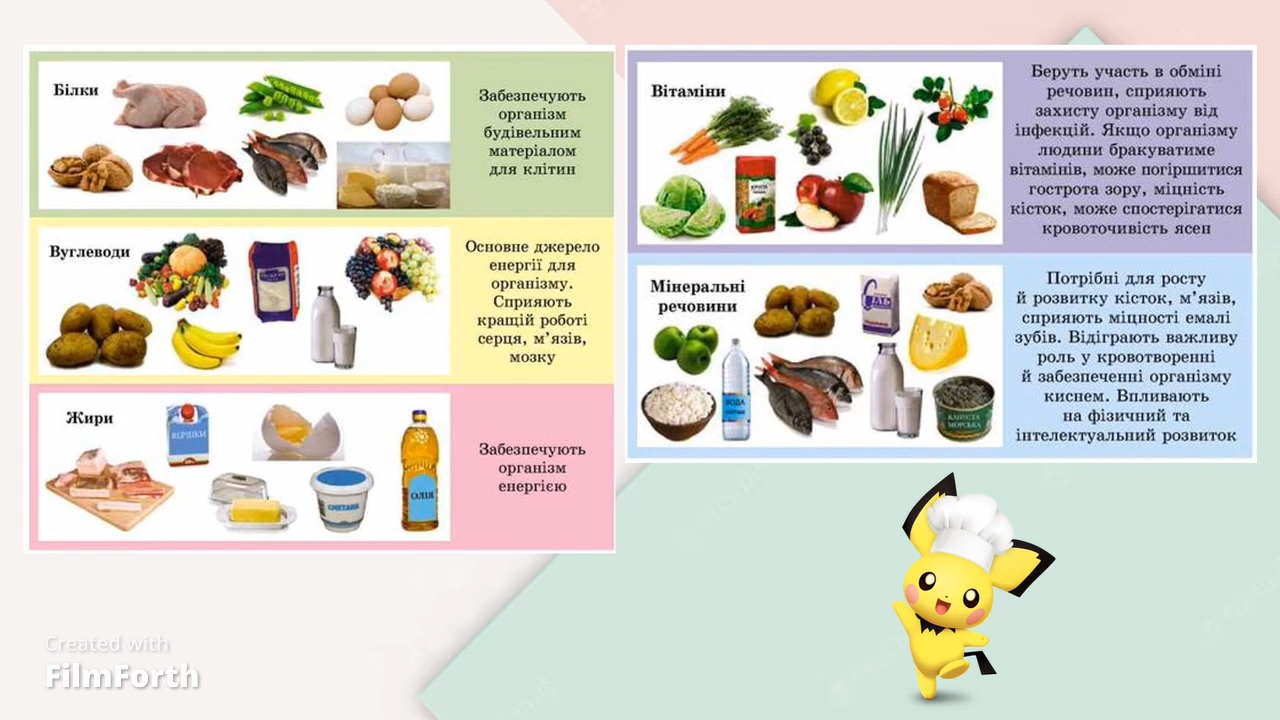 Білки
Забезпечують
організм
будівельним
матеріалом
для клітин
Вуглеводи
Основне джерело
енергії для
організму.
Сприяють
кращій роботі
серця, м’язів,
мозку
Жири
ВЕРШКИ
СМЕТАНА
ОЛІЯ
Забезпечують
організм
енергією
Вітаміни
КРУПА
Беруть участь в обміні
речовин, сприяють
захисту організму від
інфекцій. Якщо організму
людини бракуватиме
вітамінів, може погіршитися
гострота зору, міцність
кісток, може спостерігатися
кровоточивість ясен
Мінеральні
речовини
СІЛЬ
ВОДА
КАПУСТА
МОРСЬКА
Потрібні для росту
й розвитку кісток, м’язів,
сприяють міцності емалі
зубів. Відіграють важливу
роль у кровотворенні
й забезпеченні організму
киснем. Впливають
на фізичний та
інтелектуальний розвиток
Created with
FilmForth